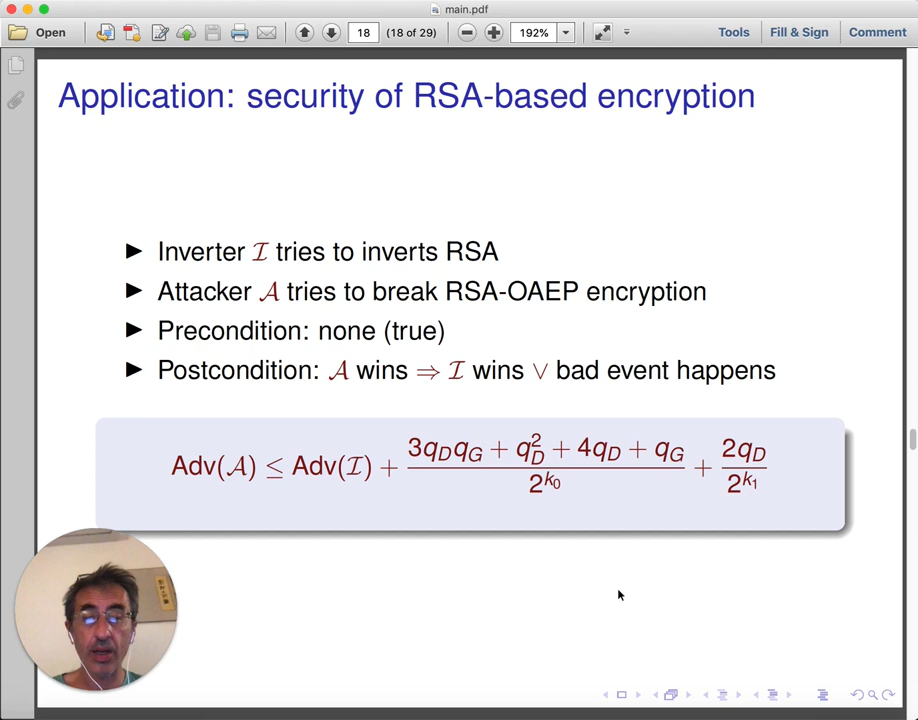 main.pdf
Open 18 (18 of 29) 192% Tools Fill & Sign Comment
Application: security of RSA-based encryption
▶ Inverter 𝓘 tries to inverts RSA
▶ Attacker 𝒜 tries to break RSA-OAEP encryption
▶ Precondition: none (true)
▶ Postcondition: 𝒜 wins ⇒ 𝓘 wins ∨ bad event happens
Adv(𝒜) ≤ Adv(𝓘) + (3q_D q_G + q_D^2 + 4q_D + q_G) / 2^{k_0} + 2q_D / 2^{k_1}